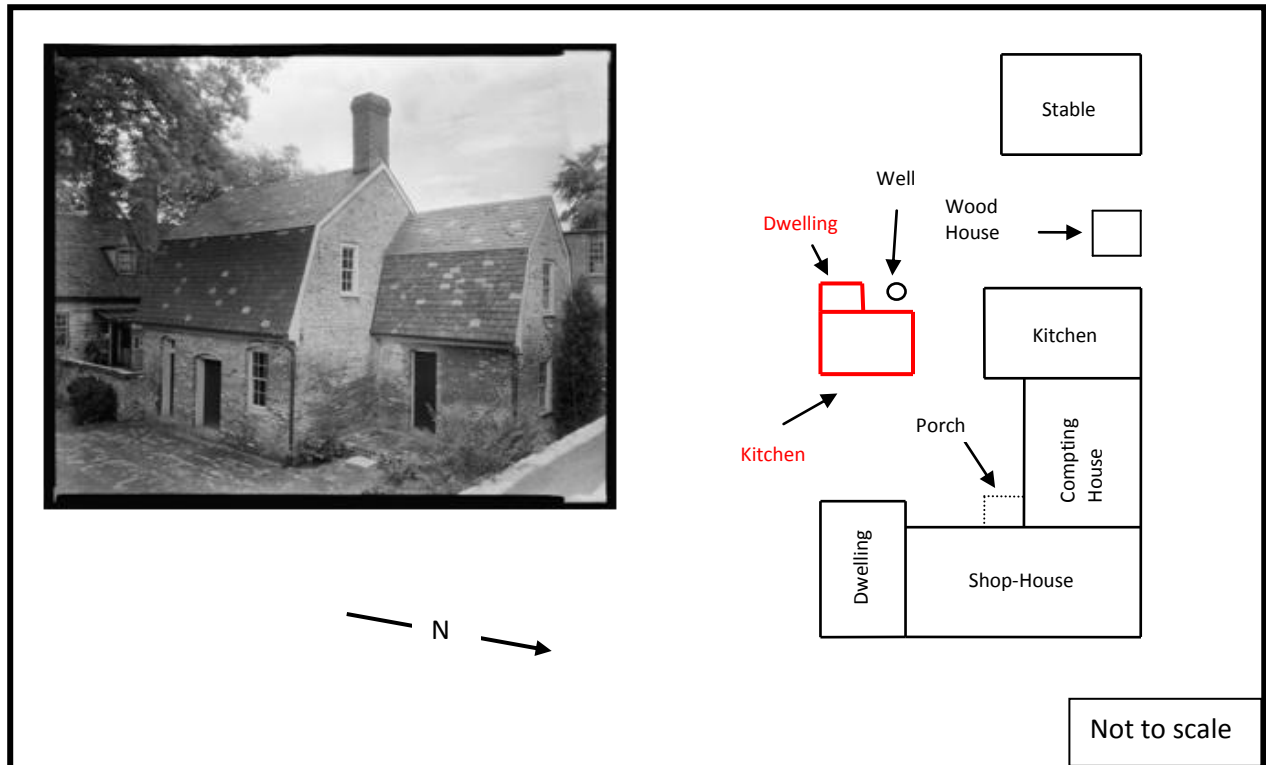 Stable
Well
Wood
House
Dwelling
Kitchen
Porch
Kitchen
Compting
House
Dwelling
Shop-House
N
Not to scale